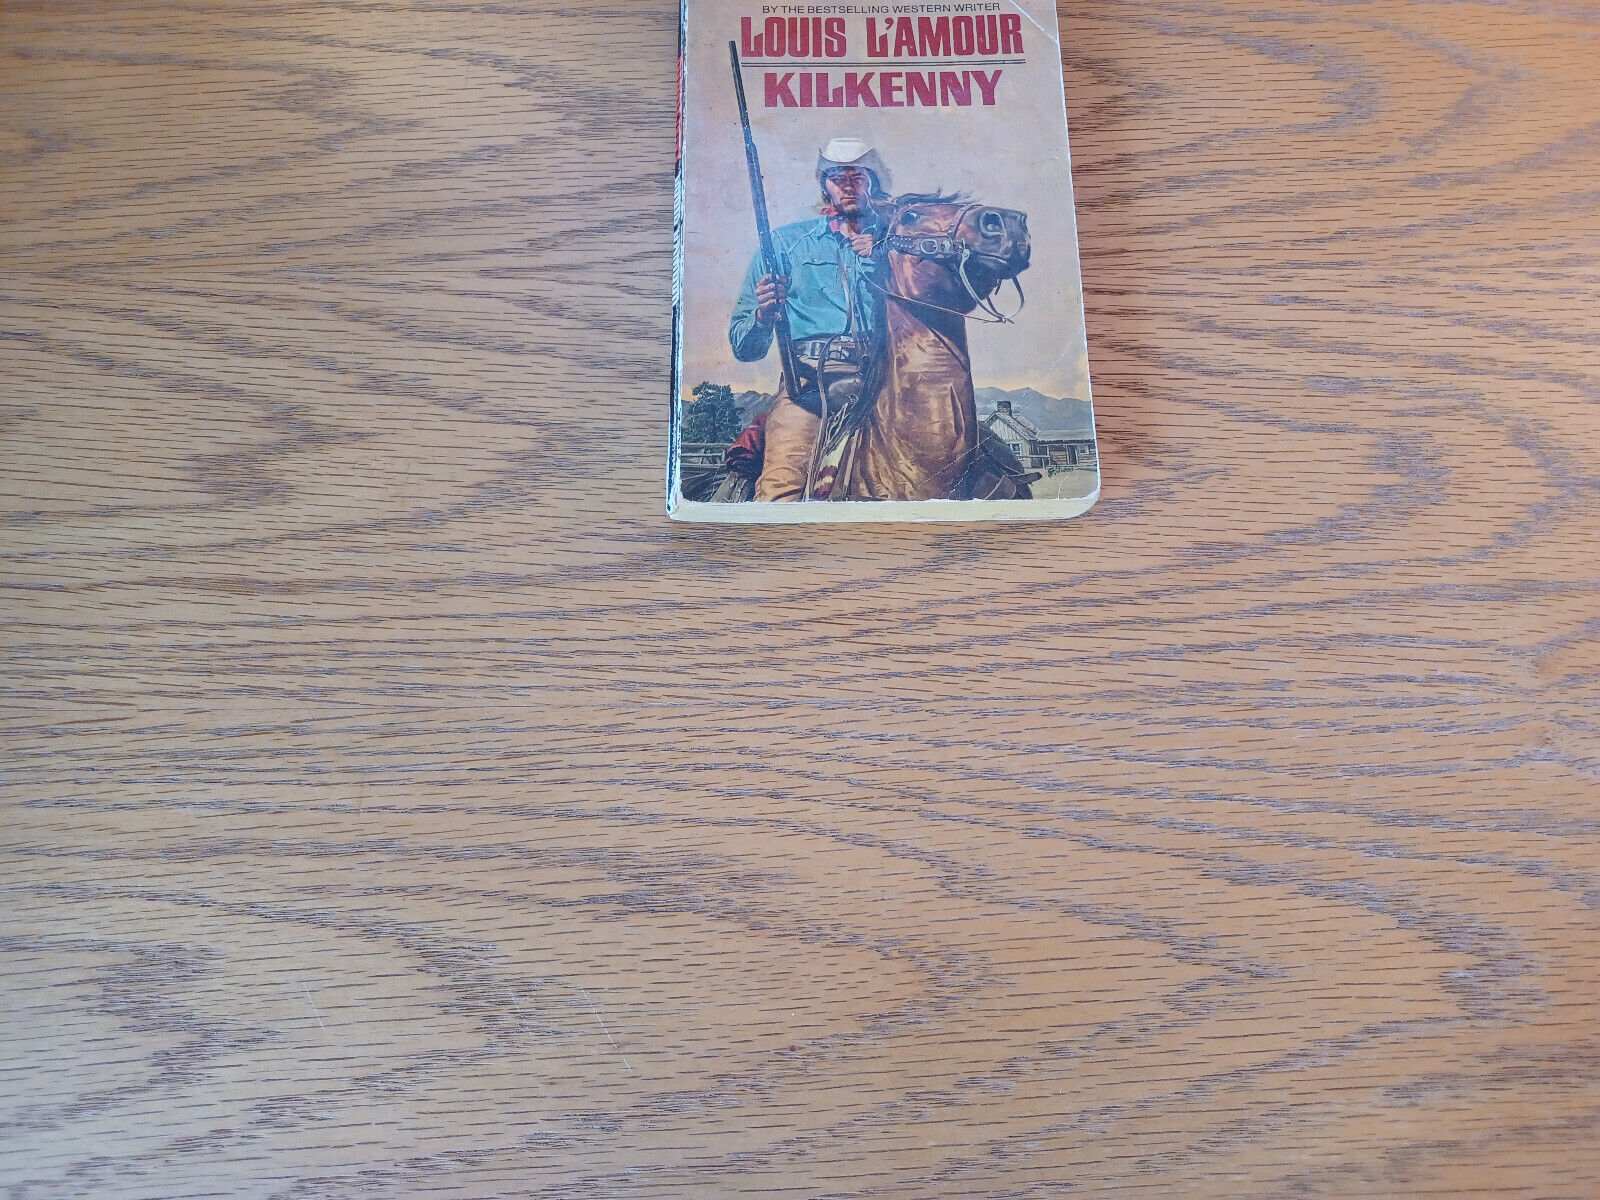 BY THE BESTSELLING WESTERN WRITER
LOUIS L'AMOUR
KILKENNY